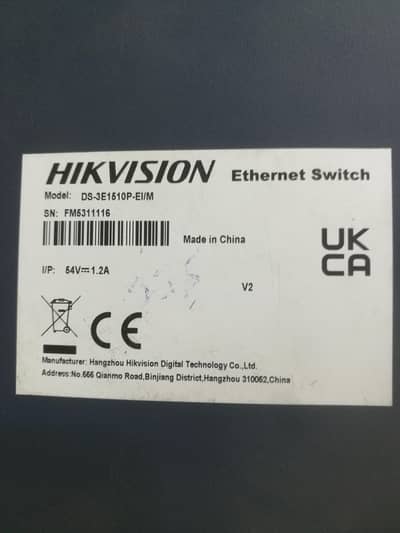 HIKVISION Ethernet Switch
Model: DS-3E1510P-EI/M
SN: FM5311116
Made in China
UK
CA
I/P: 54V⎓1.2A
V2
CE
Manufacturer: Hangzhou Hikvision Digital Technology Co.,Ltd.
Address:No.555 Qianmo Road,Binjiang District,Hangzhou 310052,China